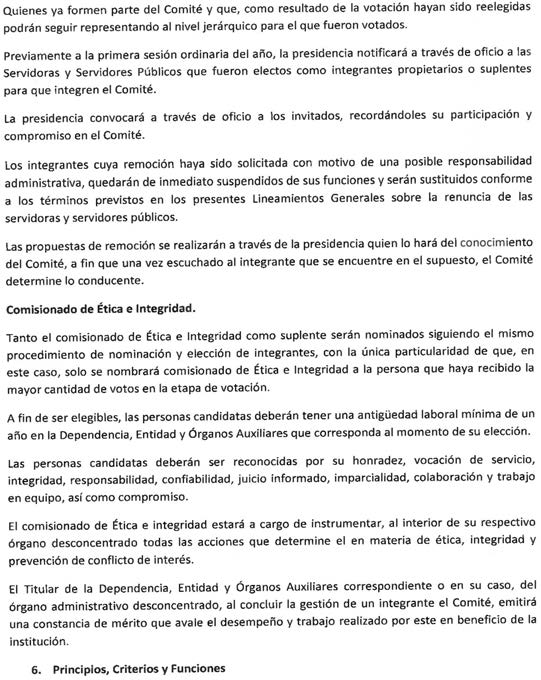 Quienes ya formen parte del Comité y que, como resultado de la votación hayan sido reelegidas
podrán seguir representando al nivel jerárquico para el que fueron votados.
Previamente a la primera sesión ordinaria del año, la presidencia notificará a través de oficio a las
Servidoras y Servidores Públicos que fueron electos como integrantes propietarios o suplentes
para que integren el Comité.
La presidencia convocará a través de oficio a los invitados, recordándoles su participación y
compromiso en el Comité.
Los integrantes cuya remoción haya sido solicitada con motivo de una posible responsabilidad
administrativa, quedarán de inmediato suspendidos de sus funciones y serán sustituidos conforme
a los términos previstos en los presentes Lineamientos Generales sobre la renuncia de las
servidoras y servidores públicos.
Las propuestas de remoción se realizarán a través de la presidencia quien lo hará del conocimiento
del Comité, a fin que una vez escuchado al integrante que se encuentre en el supuesto, el Comité
determine lo conducente.
Comisionado de Ética e Integridad.
Tanto el comisionado de Ética e Integridad como suplente serán nominados siguiendo el mismo
procedimiento de nominación y elección de integrantes, con la única particularidad de que, en
este caso, solo se nombrará comisionado de Ética e Integridad a la persona que haya recibido la
mayor cantidad de votos en la etapa de votación.
A fin de ser elegibles, las personas candidatas deberán tener una antigüedad laboral mínima de un
año en la Dependencia, Entidad y Órganos Auxiliares que corresponda al momento de su elección.
Las personas candidatas deberán ser reconocidas por su honradez, vocación de servicio,
integridad, responsabilidad, confiabilidad, juicio informado, imparcialidad, colaboración y trabajo
en equipo, así como compromiso.
El comisionado de Ética e integridad estará a cargo de instrumentar, al interior de su respectivo
órgano desconcentrado todas las acciones que determine el en materia de ética, integridad y
prevención de conflicto de interés.
El Titular de la Dependencia, Entidad y Órganos Auxiliares correspondiente o en su caso, del
órgano administrativo desconcentrado, al concluir la gestión de un integrante el Comité, emitirá
una constancia de mérito que avale el desempeño y trabajo realizado por este en beneficio de la
institución.
6. Principios, Criterios y Funciones